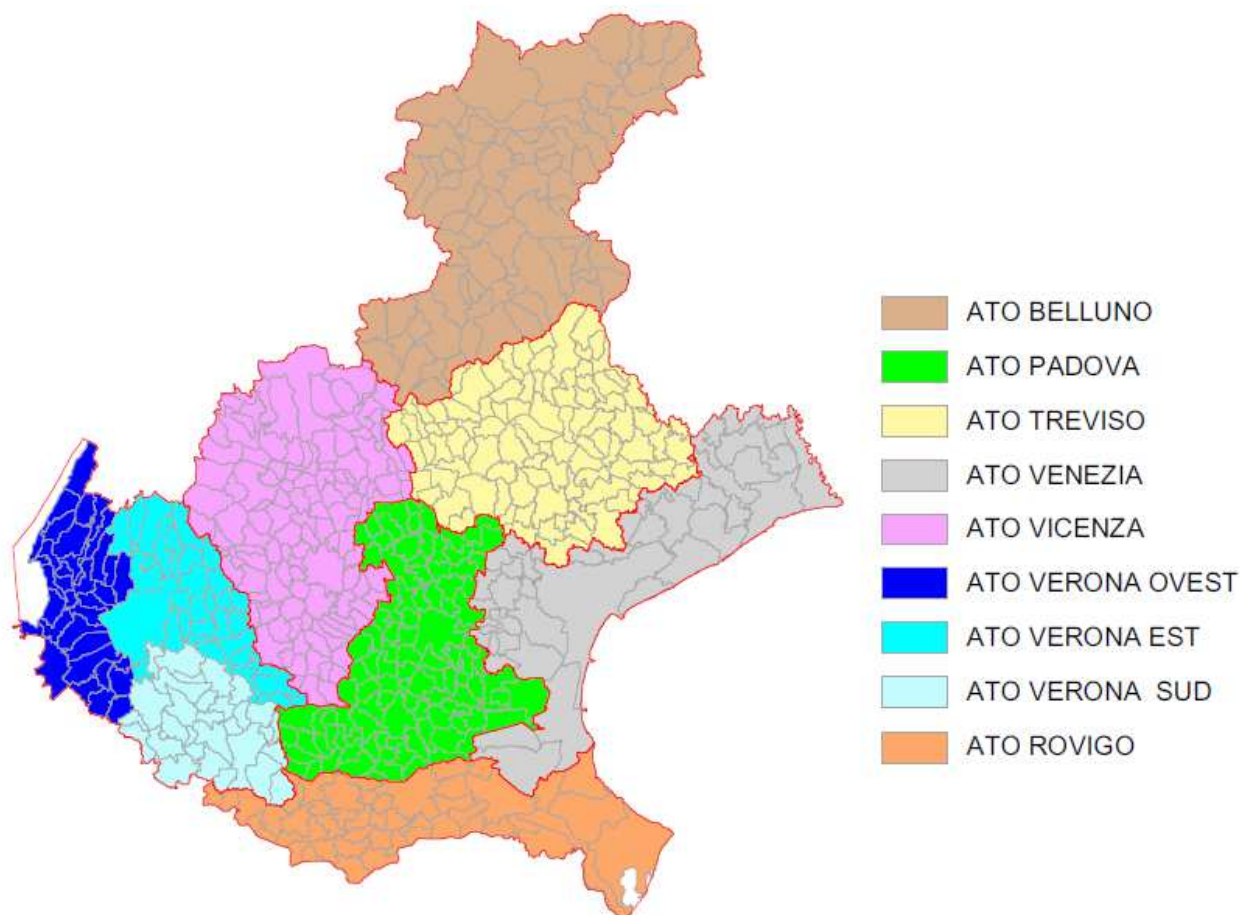 ATO BELLUNO
ATO PADOVA
ATO TREVISO
ATO VENEZIA
ATO VICENZA
ATO VERONA OVEST
ATO VERONA EST
ATO VERONA SUD
ATO ROVIGO